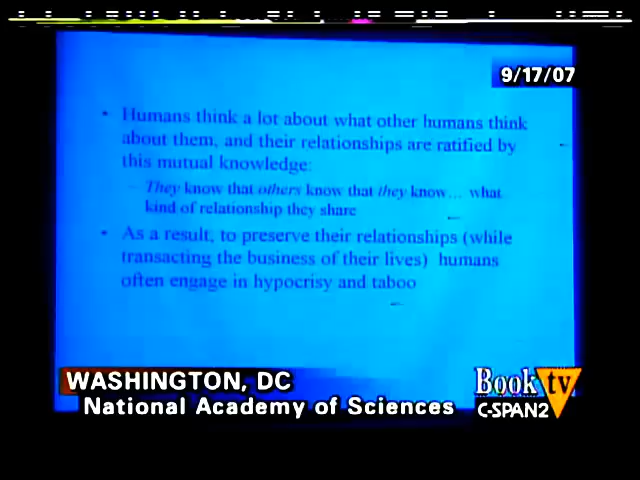 9/17/07
• Humans think a lot about what other humans think
about them, and their relationships are ratified by
this mutual knowledge:
– They know that others know that they know... what
kind of relationship they share
• As a result, to preserve their relationships (while
transacting the business of their lives) humans
often engage in hypocrisy and taboo
WASHINGTON, DC
National Academy of Sciences
Book tv
C-SPAN2